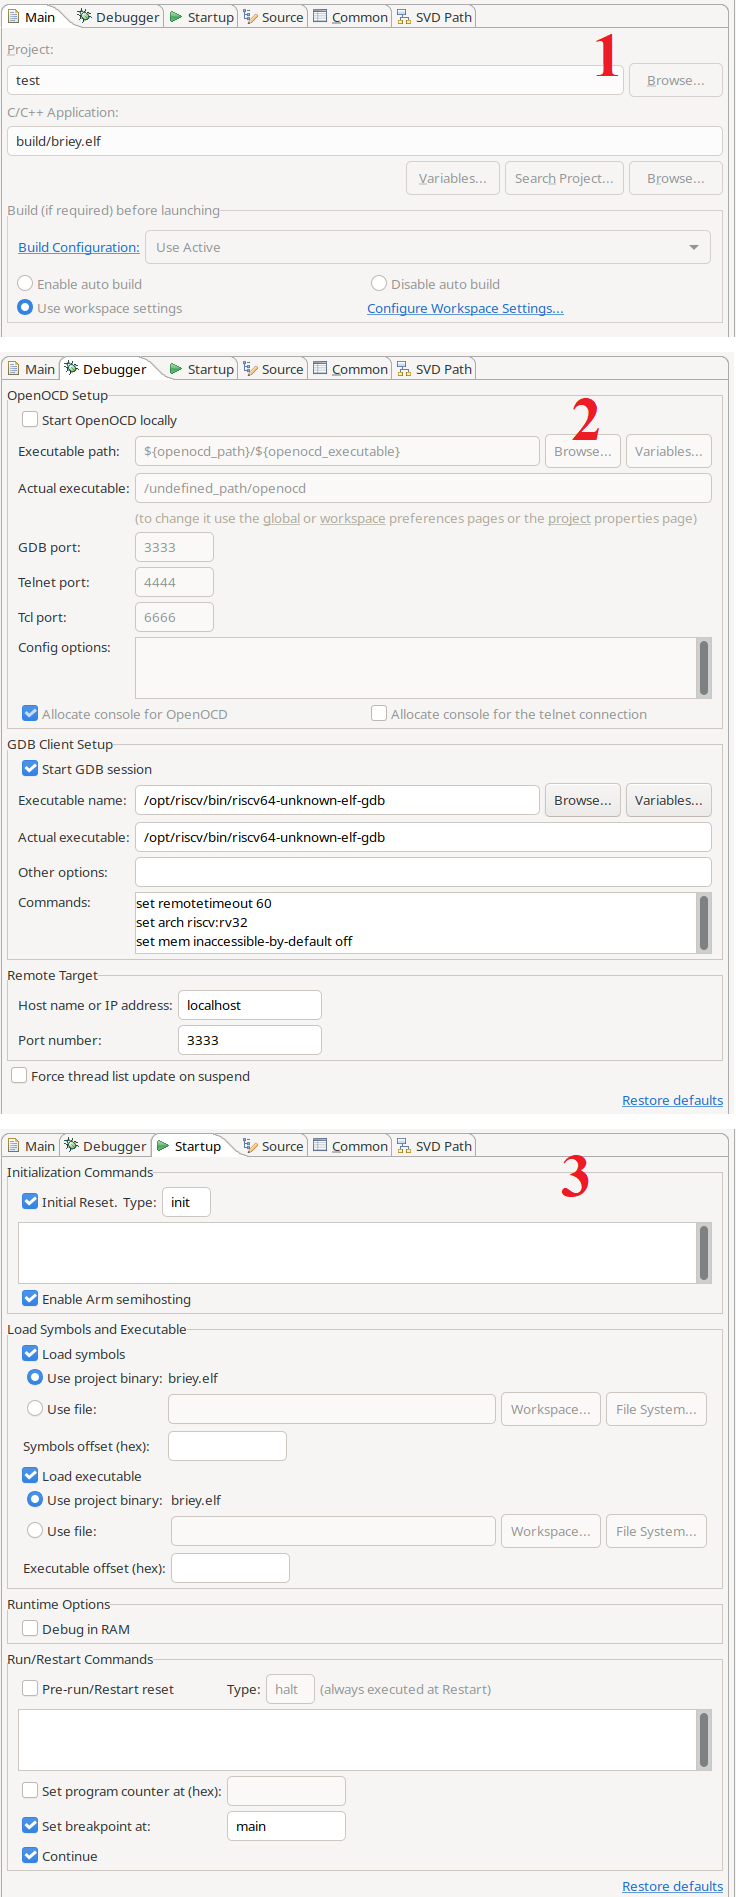 Main Debugger Startup Source Common SVD Path
1
Project:
test Browse...
C/C++ Application:
build/briey.elf
Variables... Search Project... Browse...
Build (if required) before launching
Build Configuration: Use Active
Enable auto build Disable auto build
Use workspace settings Configure Workspace Settings...
Main Debugger Startup Source Common SVD Path
OpenOCD Setup
2
Start OpenOCD locally
Executable path: ${openocd_path}/${openocd_executable} Browse... Variables...
Actual executable: /undefined_path/openocd
(to change it use the global or workspace preferences pages or the project properties page)
GDB port: 3333
Telnet port: 4444
Tcl port: 6666
Config options:
Allocate console for OpenOCD Allocate console for the telnet connection
GDB Client Setup
Start GDB session
Executable name: /opt/riscv/bin/riscv64-unknown-elf-gdb Browse... Variables...
Actual executable: /opt/riscv/bin/riscv64-unknown-elf-gdb
Other options:
Commands: set remotetimeout 60
set arch riscv:rv32
set mem inaccessible-by-default off
Remote Target
Host name or IP address: localhost
Port number: 3333
Force thread list update on suspend
Restore defaults
Main Debugger Startup Source Common SVD Path
Initialization Commands
3
Initial Reset. Type: init
Enable Arm semihosting
Load Symbols and Executable
Load symbols
Use project binary: briey.elf
Use file: Workspace... File System...
Symbols offset (hex):
Load executable
Use project binary: briey.elf
Use file: Workspace... File System...
Executable offset (hex):
Runtime Options
Debug in RAM
Run/Restart Commands
Pre-run/Restart reset Type: halt (always executed at Restart)
Set program counter at (hex):
Set breakpoint at: main
Continue
Restore defaults